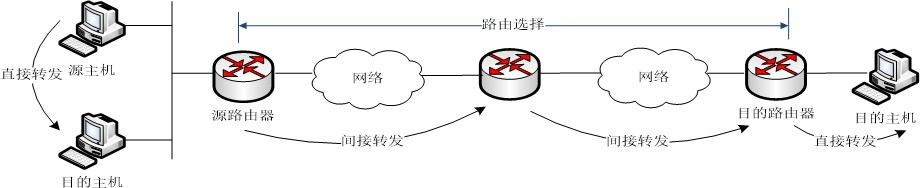 路由选择
直接转发
源主机
网络
网络
源路由器
目的路由器
目的主机
间接转发
间接转发
直接转发
目的主机